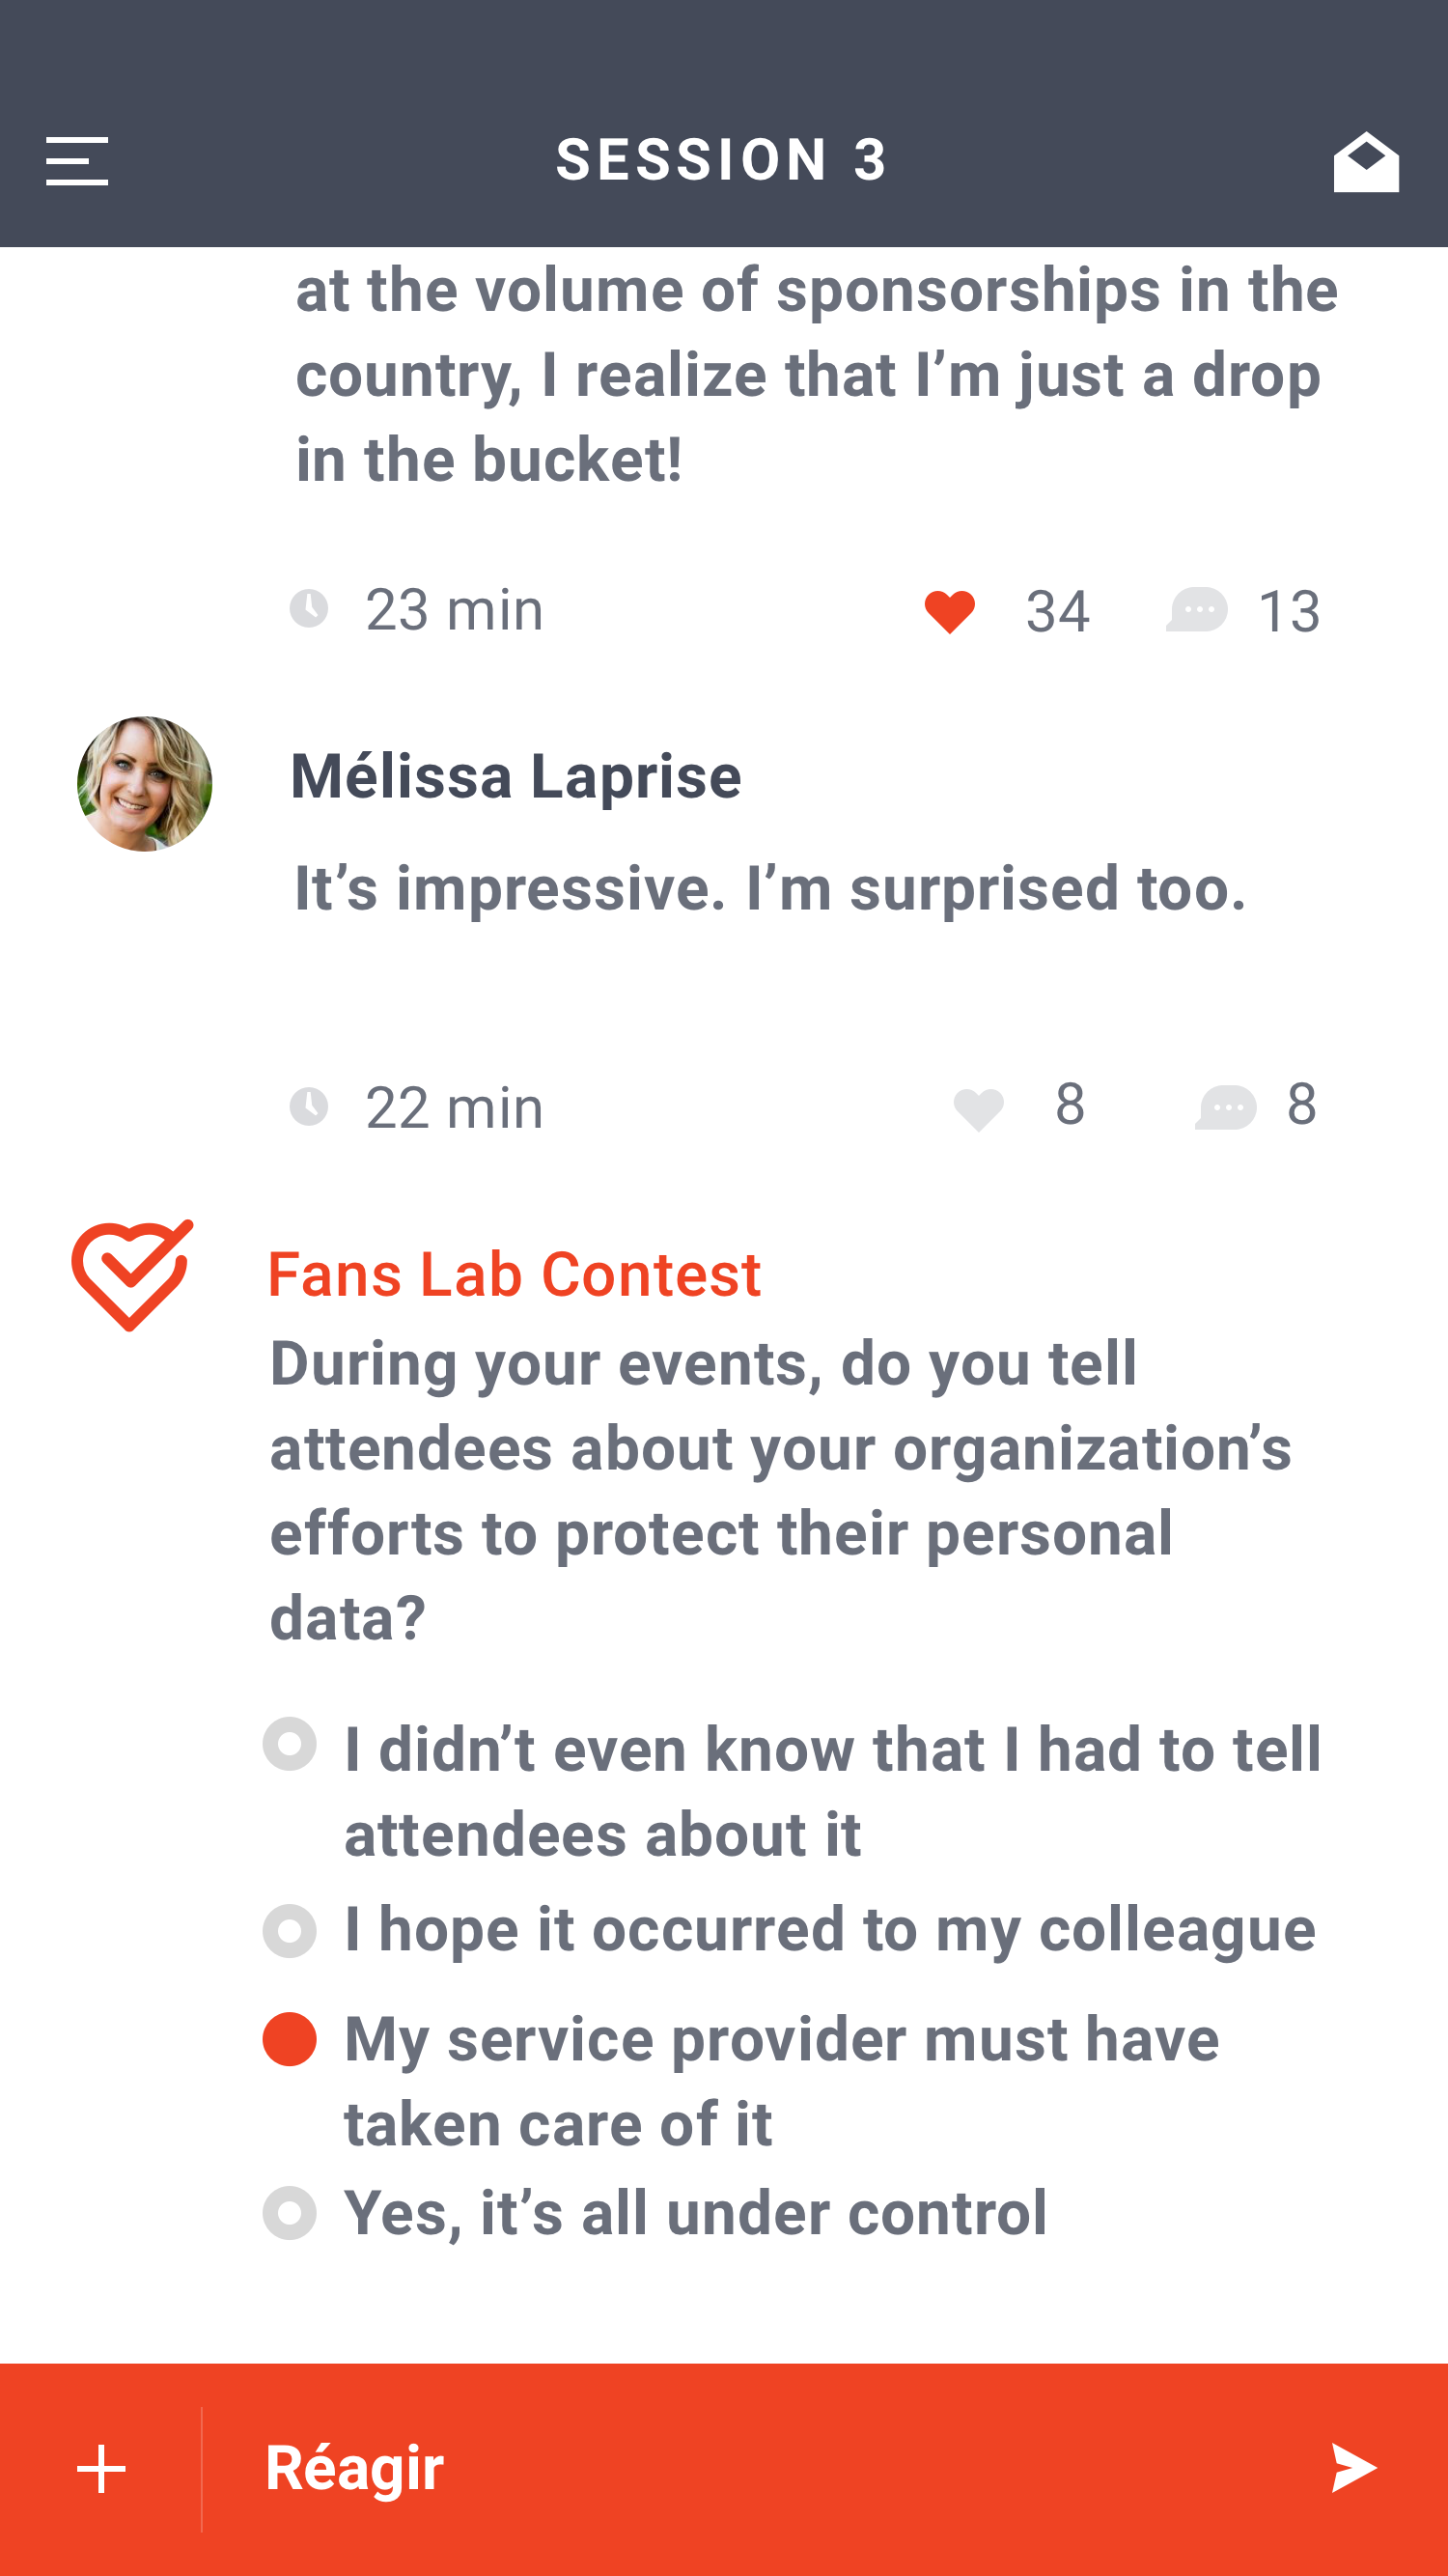 SESSION 3
at the volume of sponsorships in the
country, I realize that I’m just a drop
in the bucket!
23 min 34 13
Mélissa Laprise
It’s impressive. I’m surprised too.
22 min 8 8
Fans Lab Contest
During your events, do you tell
attendees about your organization’s
efforts to protect their personal
data?
I didn’t even know that I had to tell
attendees about it
I hope it occurred to my colleague
My service provider must have
taken care of it
Yes, it’s all under control
Réagir